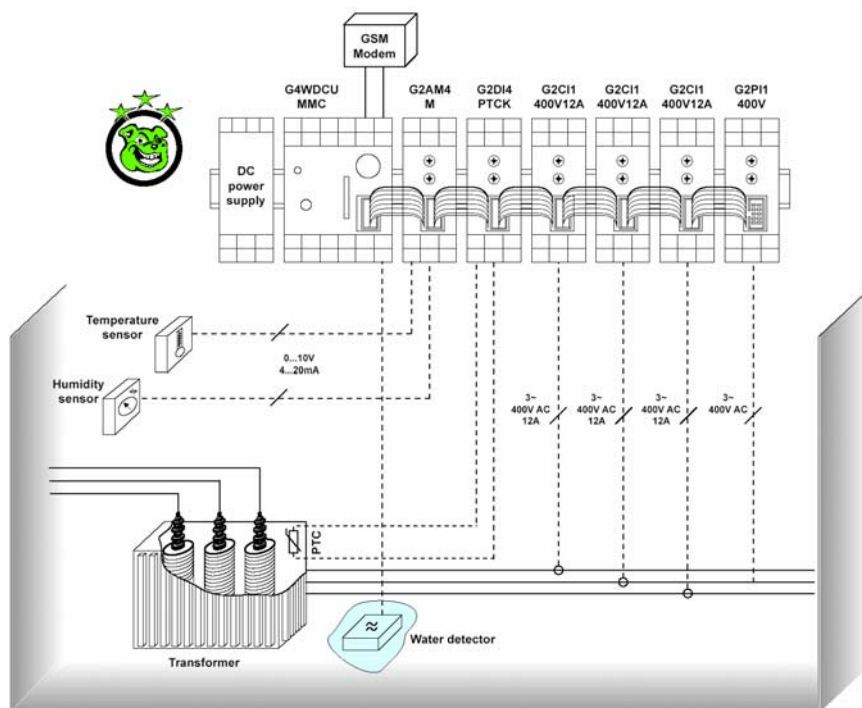 GSM
Modem
G4WDCU
MMC
G2AM4
M
G2DI4
PTCK
G2CI1
400V12A
G2CI1
400V12A
G2CI1
400V12A
G2PI1
400V
DC
power
supply
Temperature
sensor
0...10V
4...20mA
Humidity
sensor
3~
400V AC
12A
3~
400V AC
12A
3~
400V AC
12A
3~
400V AC
PTC
Water detector
Transformer